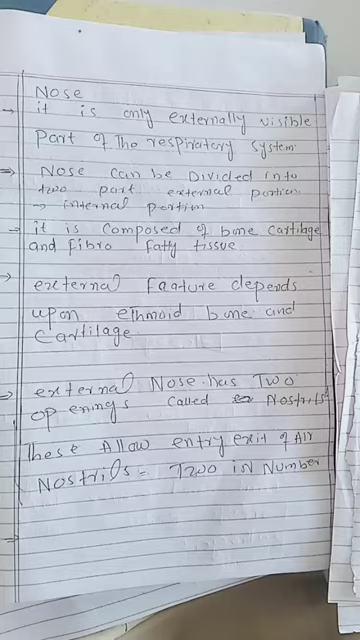 Nose
→ it is only externally visible
Part of The respiratory system.
⇒ Nose can be Divided into
two part external portion
→ internal portion
→ it is composed of bone cartilage
and fibro fatty tissue
→ external Faature depends
upon ethmoid bone and
cartilage.
⇒ external Nose has Two
openings called Nostrils
These Allow entry exit of Air
Nostrils = Two in Number